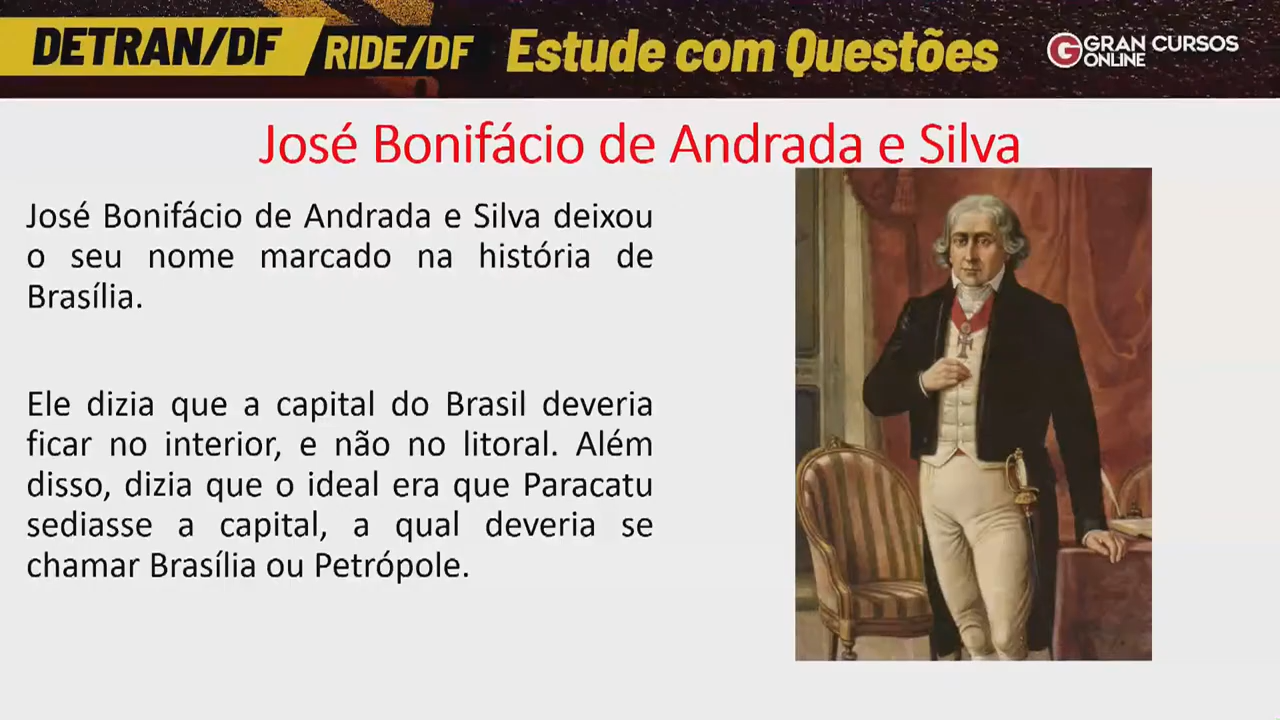 DETRAN/DF
RIDE/DF
Estude com Questões
G GRAN CURSOS
ONLINE
José Bonifácio de Andrada e Silva
José Bonifácio de Andrada e Silva deixou
o seu nome marcado na história de
Brasília.
Ele dizia que a capital do Brasil deveria
ficar no interior, e não no litoral. Além
disso, dizia que o ideal era que Paracatu
sediasse a capital, a qual deveria se
chamar Brasília ou Petrópole.